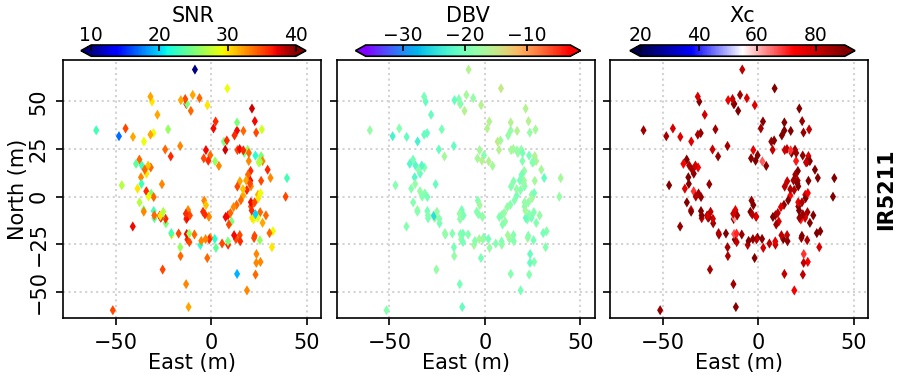 SNR DBV Xc
10 20 30 40 −30 −20 −10 20 40 60 80
North (m)
50
25
0
−25
−50
IR5211
−50 0 50 −50 0 50 −50 0 50
East (m) East (m) East (m)